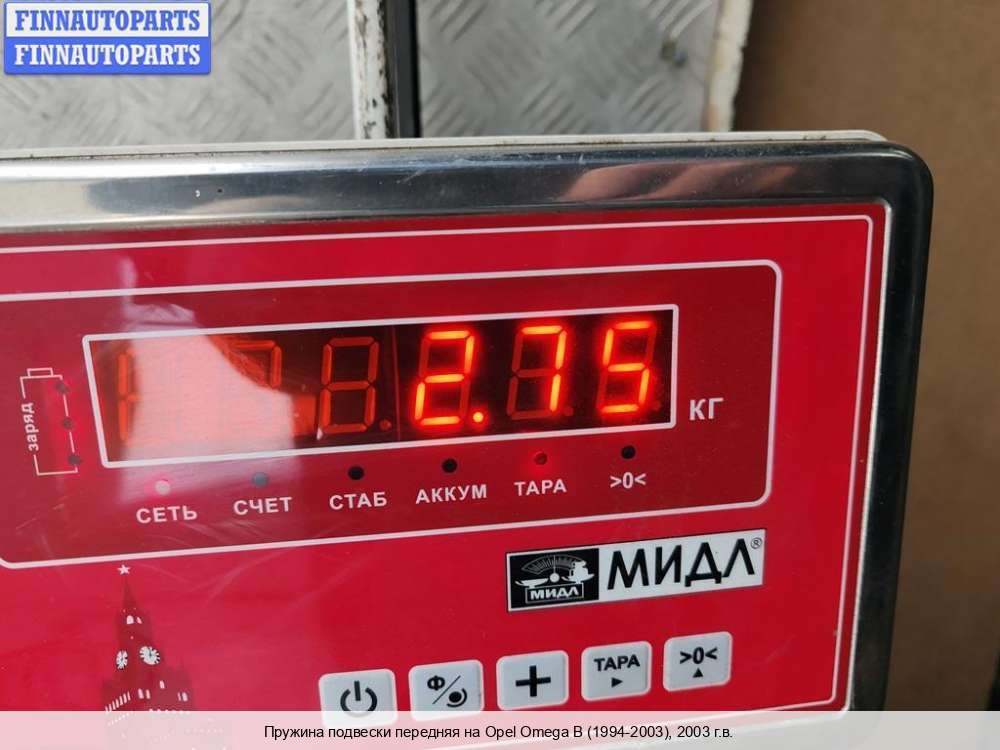 FINNAUTOPARTS
FINNAUTOPARTS
заряд
2.75
КГ
СЕТЬ СЧЕТ СТАБ АККУМ ТАРА >0<
МИДЛ МИДЛ®
Ф
+
ТАРА
>0<
Пружина подвески передняя на Opel Omega B (1994-2003), 2003 г.в.